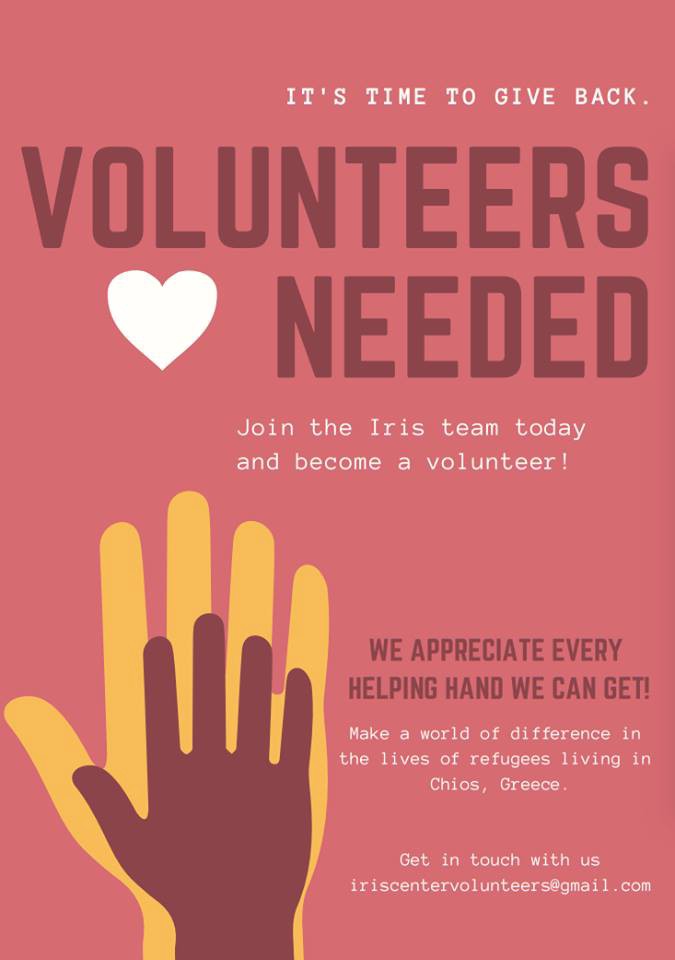 IT'S TIME TO GIVE BACK.
VOLUNTEERS
NEEDED
Join the Iris team today
and become a volunteer!
WE APPRECIATE EVERY
HELPING HAND WE CAN GET!
Make a world of difference in
the lives of refugees living in
Chios, Greece.
Get in touch with us
iriscentervolunteers@gmail.com